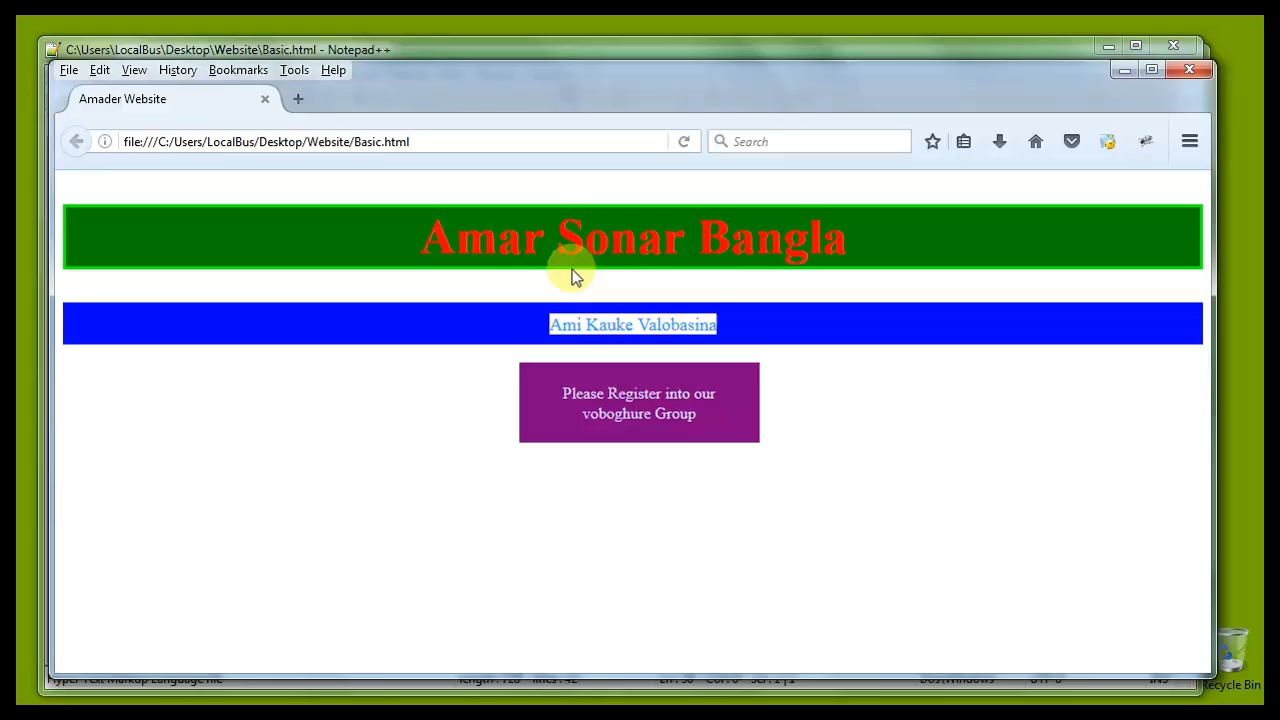 C:\Users\LocalBus\Desktop\Website\Basic.html - Notepad++
File Edit View History Bookmarks Tools Help
Amader Website
file:///C:/Users/LocalBus/Desktop/Website/Basic.html
Search
Amar Sonar Bangla
Ami Kauke Valobasina
Please Register into our
voboghure Group
Recycle Bin